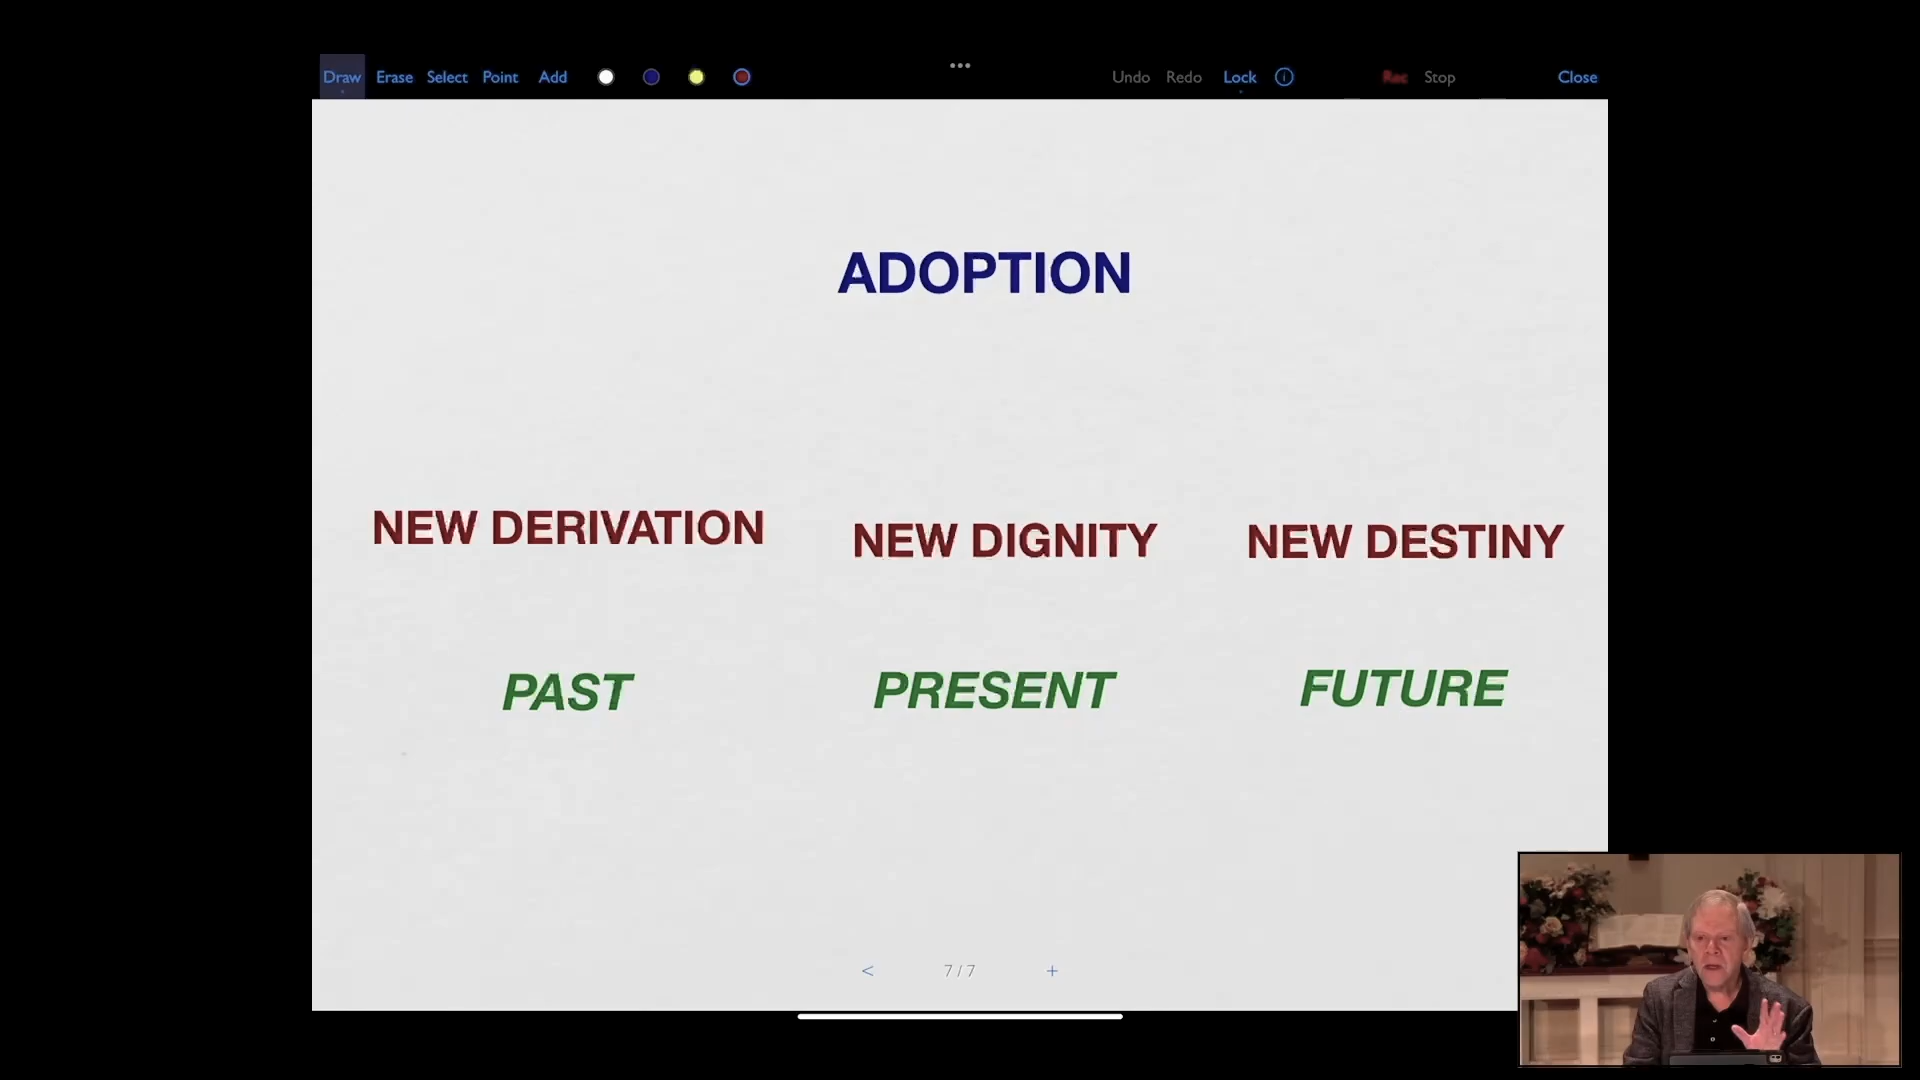 Draw Erase Select Point Add Undo Redo Lock Rec Stop Close
ADOPTION
NEW DERIVATION NEW DIGNITY NEW DESTINY
PAST PRESENT FUTURE
< 7 / 7 +